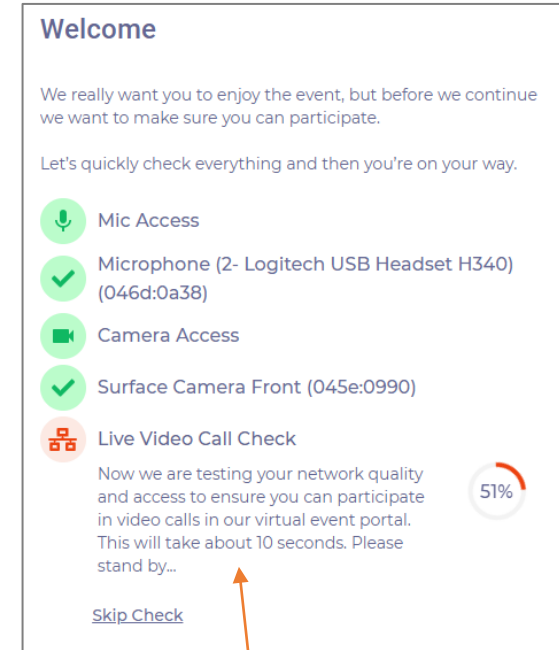 Welcome
We really want you to enjoy the event, but before we continue
we want to make sure you can participate.
Let's quickly check everything and then you're on your way.
Mic Access
Microphone (2- Logitech USB Headset H340)
(046d:0a38)
Camera Access
Surface Camera Front (045e:0990)
Live Video Call Check
Now we are testing your network quality
and access to ensure you can participate
in video calls in our virtual event portal.
This will take about 10 seconds. Please
stand by...
51%
Skip Check